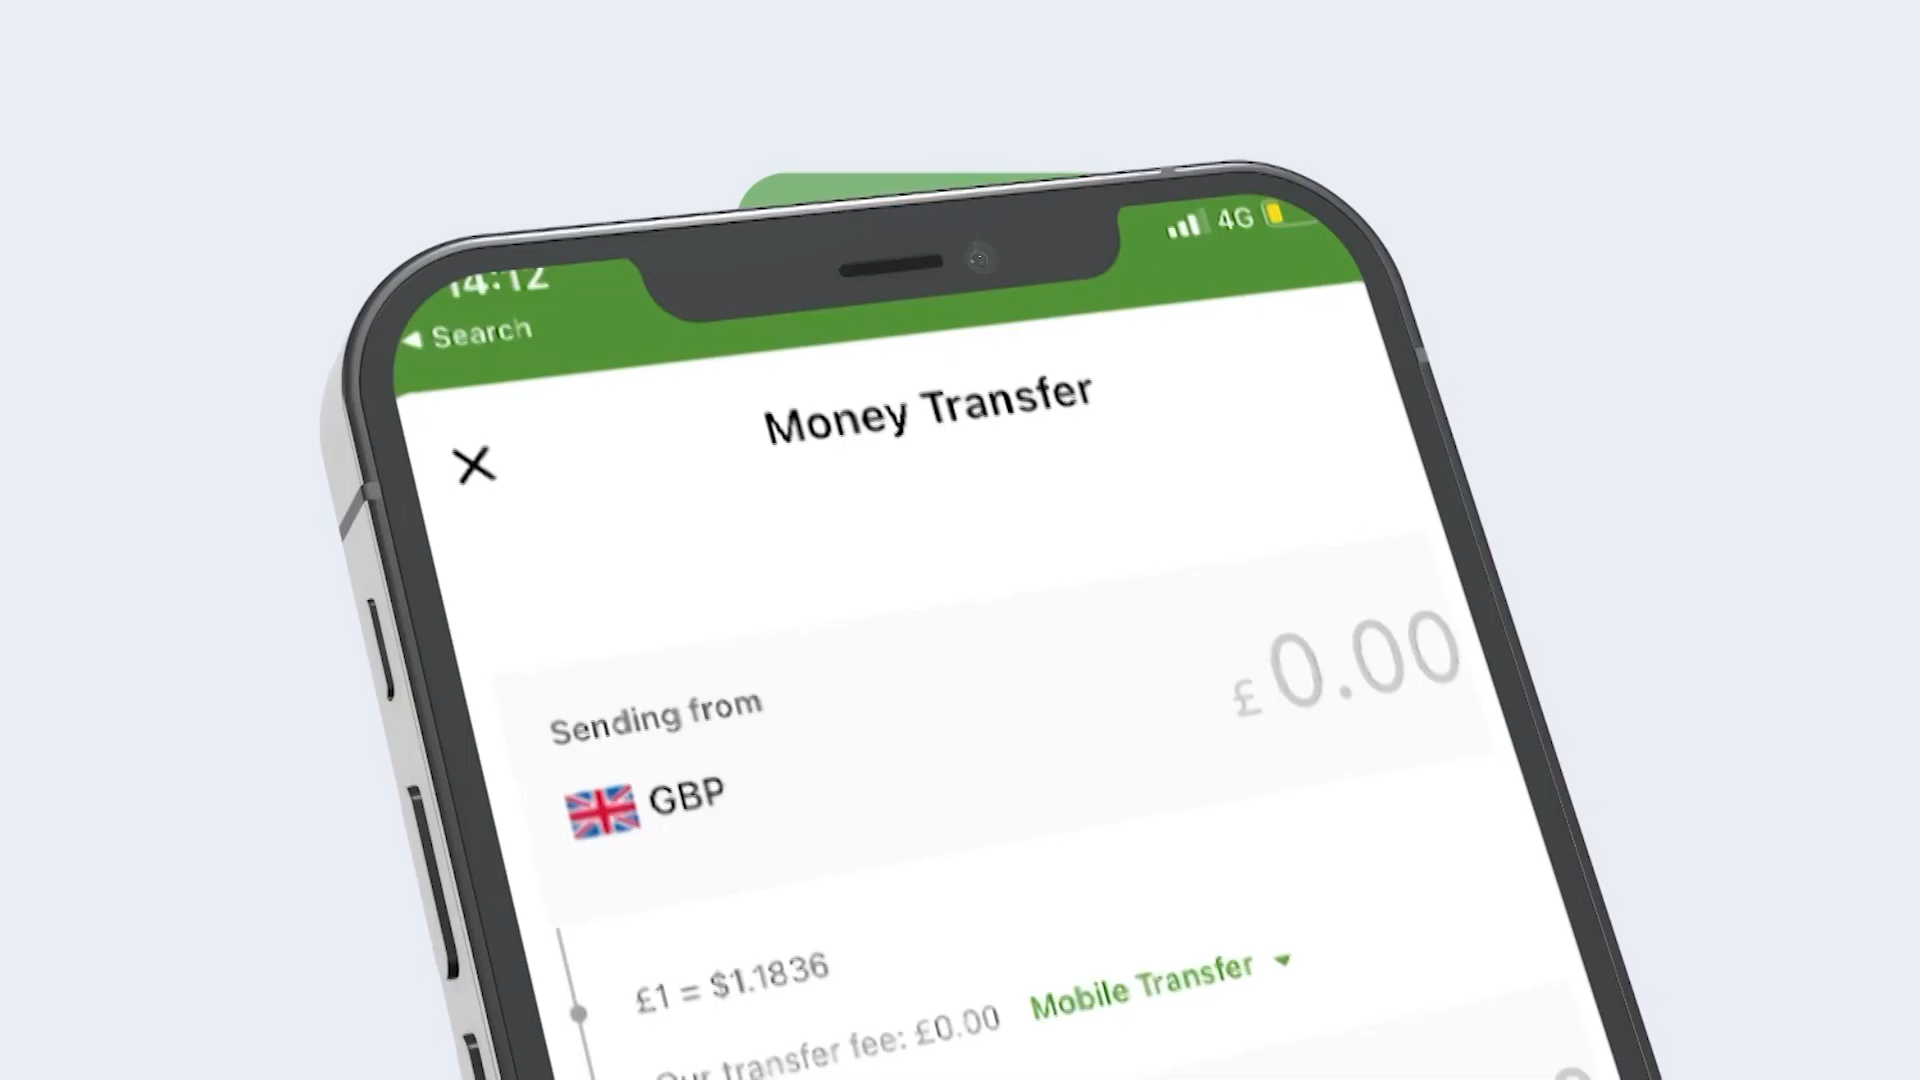 14:12
4G
Search
Money Transfer
Sending from
£0.00
GBP
£1 = $1.1836
Our transfer fee: £0.00
Mobile Transfer